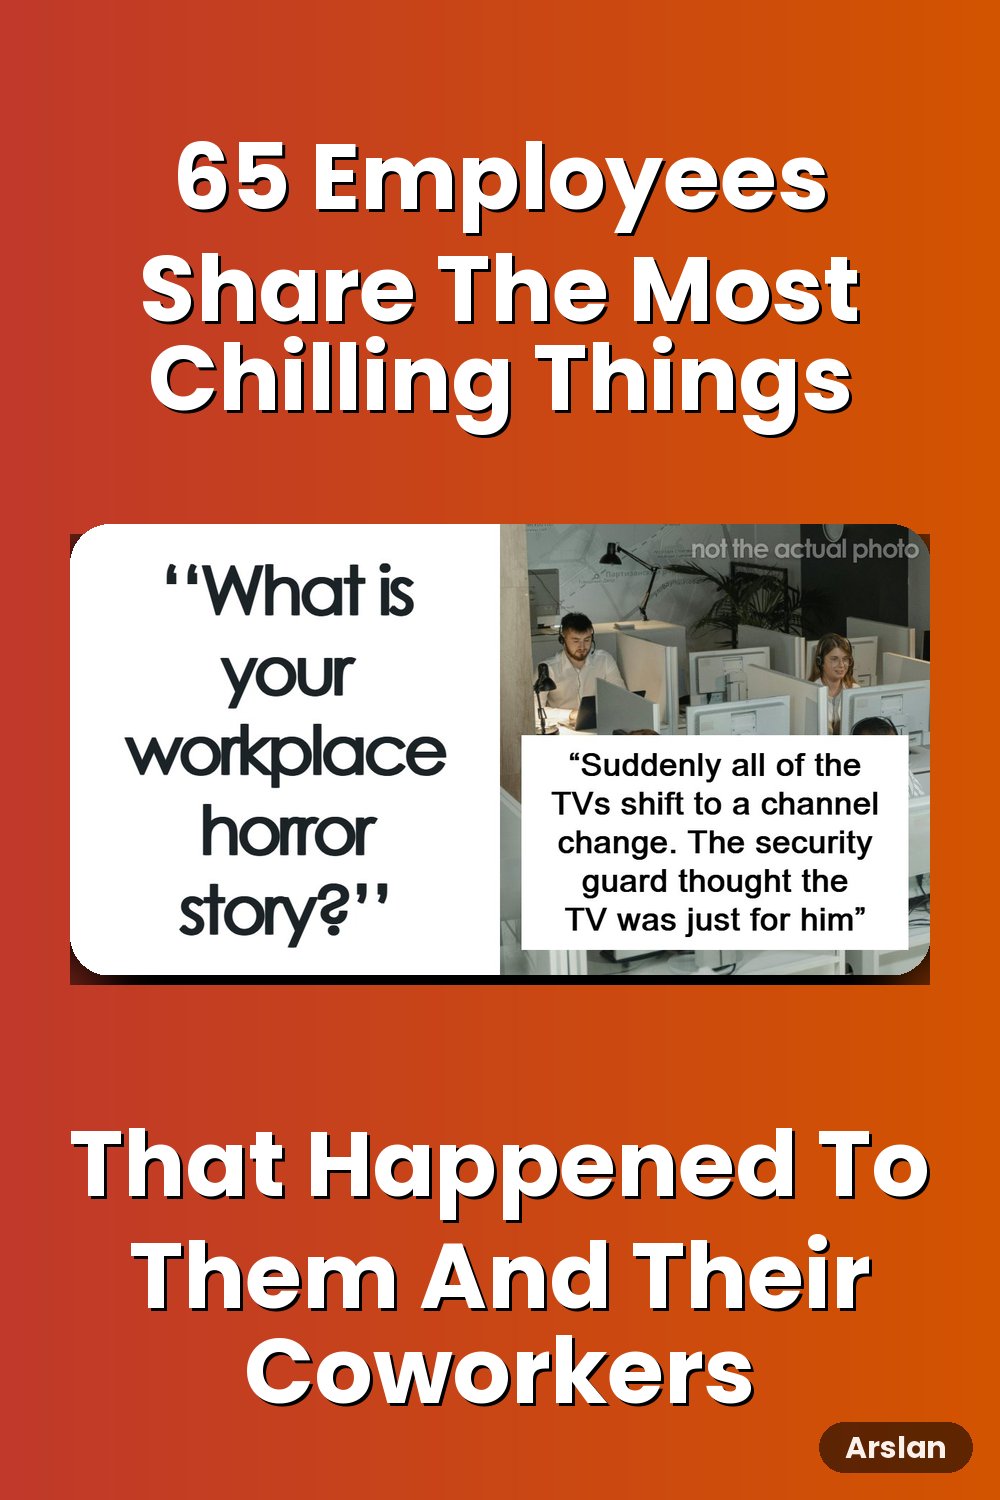 65 Employees
Share The Most
Chilling Things
“What is
your
workplace
horror
story?”
not the actual photo
“Suddenly all of the
TVs shift to a channel
change. The security
guard thought the
TV was just for him”
That Happened To
Them And Their
Coworkers
Arslan